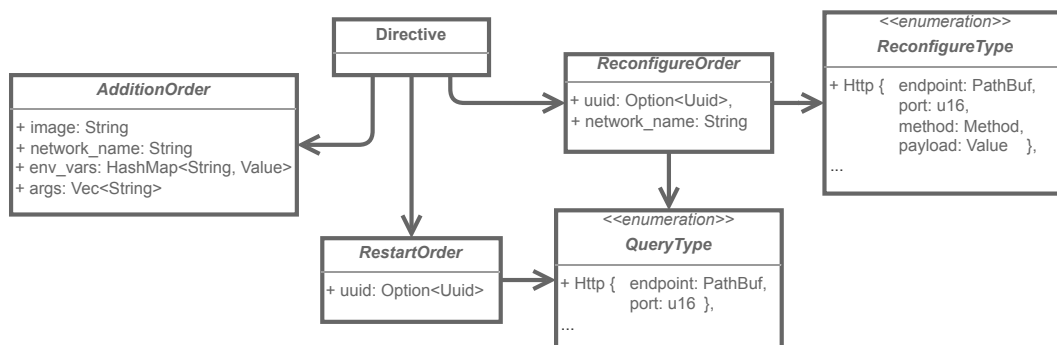 Directive
AdditionOrder
+ image: String
+ network_name: String
+ env_vars: HashMap<String, Value>
+ args: Vec<String>
ReconfigureOrder
+ uuid: Option<Uuid>,
+ network_name: String
<<enumeration>>
ReconfigureType
+ Http { endpoint: PathBuf,
port: u16,
method: Method,
payload: Value },
...
RestartOrder
+ uuid: Option<Uuid>
<<enumeration>>
QueryType
+ Http { endpoint: PathBuf,
port: u16 },
...